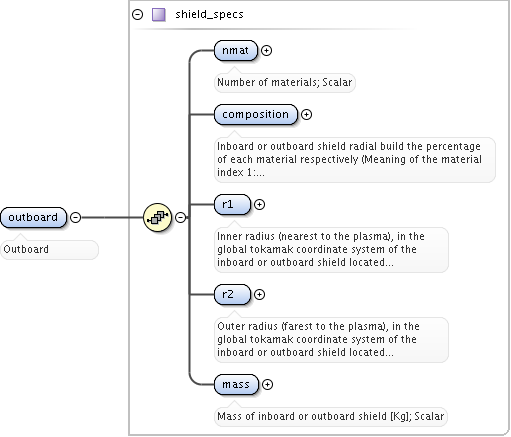 shield_specs
nmat
Number of materials; Scalar
composition
Inboard or outboard shield radial build the percentage
of each material respectively (Meaning of the material
index 1:...
r1
Inner radius (nearest to the plasma), in the
global tokamak coordinate system of the
inboard or outboard shield located...
outboard
Outboard
r2
Outer radius (farest to the plasma), in the
global tokamak coordinate system of the
inboard or outboard shield located...
mass
Mass of inboard or outboard shield [Kg]; Scalar